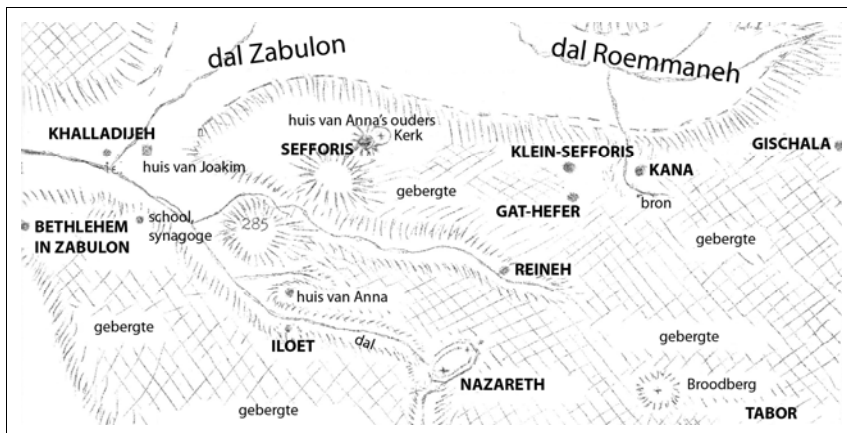 dal Zabulon
dal Roemmaneh
huis van Anna's ouders
Kerk
KHALLADIJEH
SEFFORIS
GISCHALA
huis van Joakim
KLEIN-SEFFORIS
KANA
gebergte
GAT-HEFER
bron
school,
synagoge
285
BETHLEHEM
IN ZABULON
gebergte
REINEH
huis van Anna
gebergte
ILOET
dal
gebergte
NAZARETH
Broodberg
gebergte
TABOR